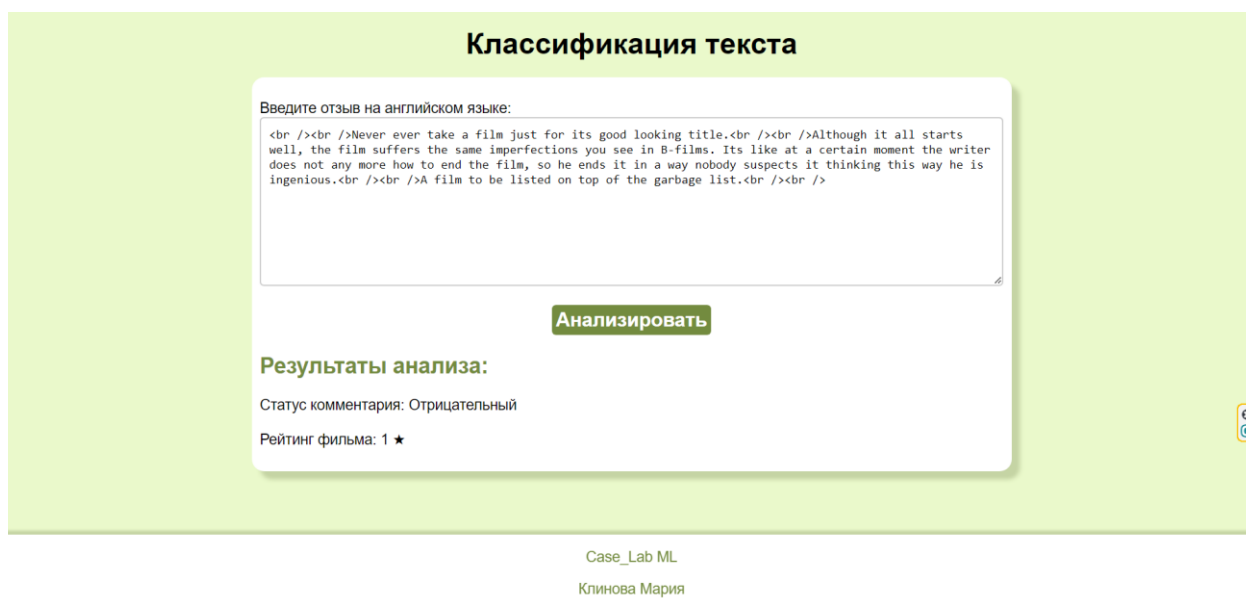 Классификация текста
Введите отзыв на английском языке:
<br /><br />Never ever take a film just for its good looking title.<br /><br />Although it all starts
well, the film suffers the same imperfections you see in B-films. Its like at a certain moment the writer
does not any more how to end the film, so he ends it in a way nobody suspects it thinking this way he is
ingenious.<br /><br />A film to be listed on top of the garbage list.<br /><br />
Анализировать
Результаты анализа:
Статус комментария: Отрицательный
Рейтинг фильма: 1 ★
Case_Lab ML
Клинова Мария